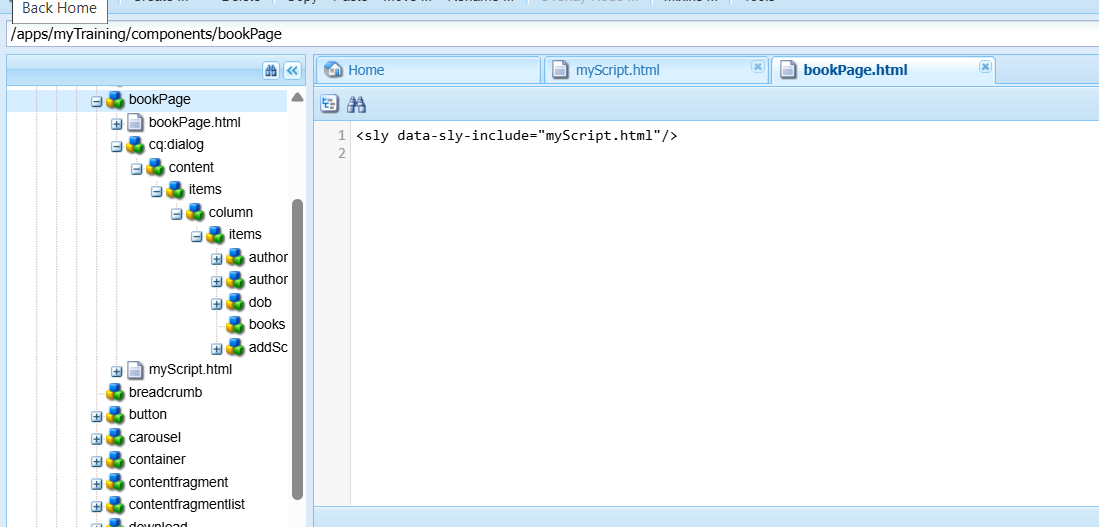 Back Home
/apps/myTraining/components/bookPage
Home
myScript.html
bookPage.html
bookPage
bookPage.html
cq:dialog
content
items
column
items
author
author
dob
books
addSc
myScript.html
breadcrumb
button
carousel
container
contentfragment
contentfragmentlist
download
1 <sly data-sly-include="myScript.html"/>
2